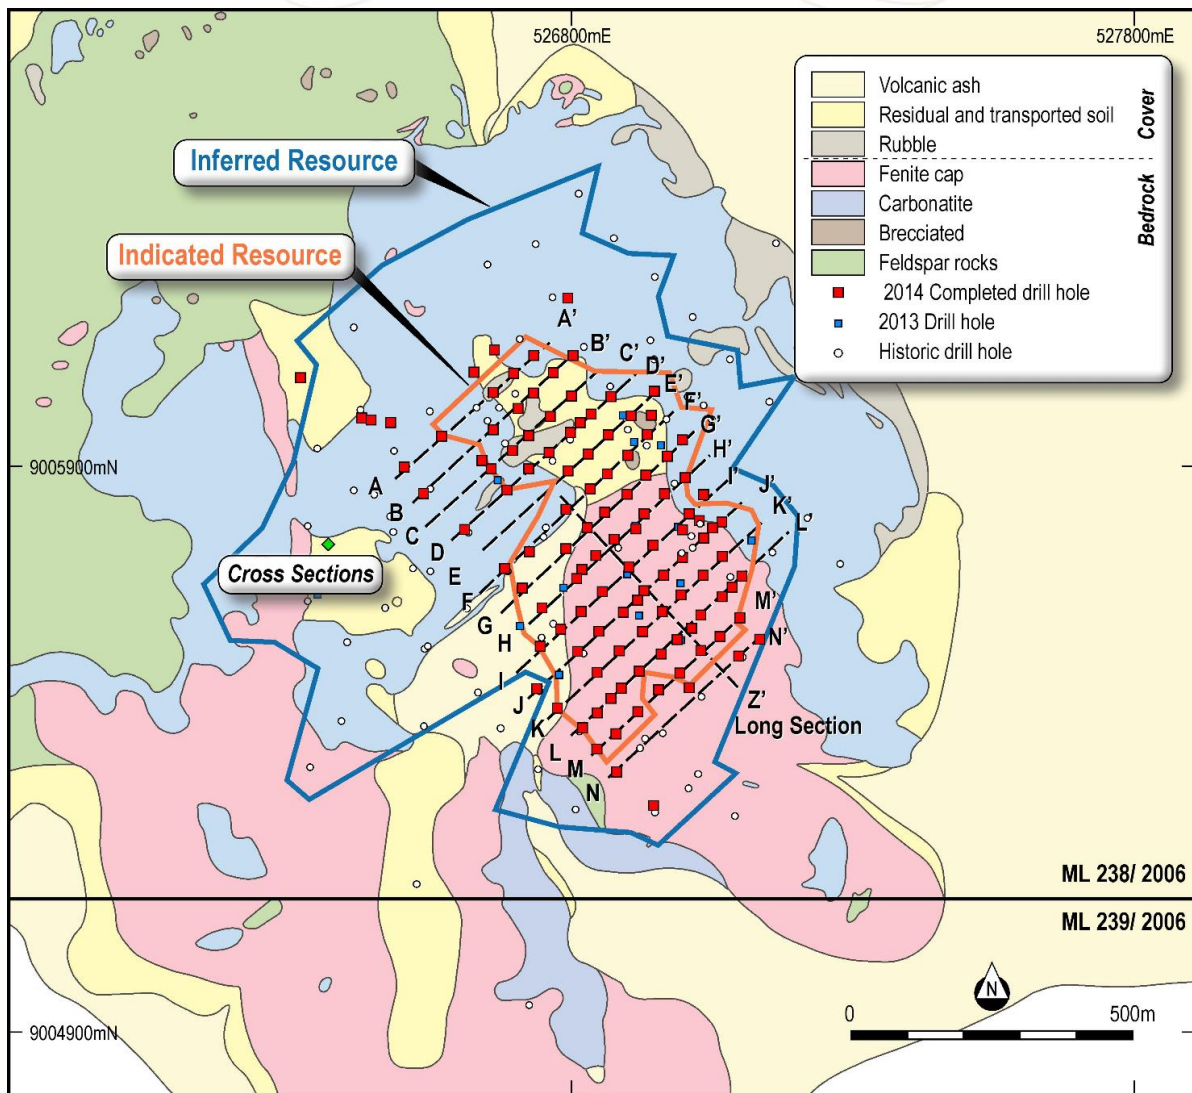 526800mE
527800mE
Volcanic ash
Residual and transported soil
Rubble
Cover
Fenite cap
Carbonatite
Brecciated
Feldspar rocks
Bedrock
2014 Completed drill hole
2013 Drill hole
Historic drill hole
Inferred Resource
Indicated Resource
A'
B'
C'
D'
E'
F'
G'
H'
I'
J'
K'
L'
M'
N'
Z'
Long Section
9005900mN
A
B
C
D
E
F
G
H
I
J
K
L
M
N
Cross Sections
ML 238/ 2006
ML 239/ 2006
N
0
500m
9004900mN